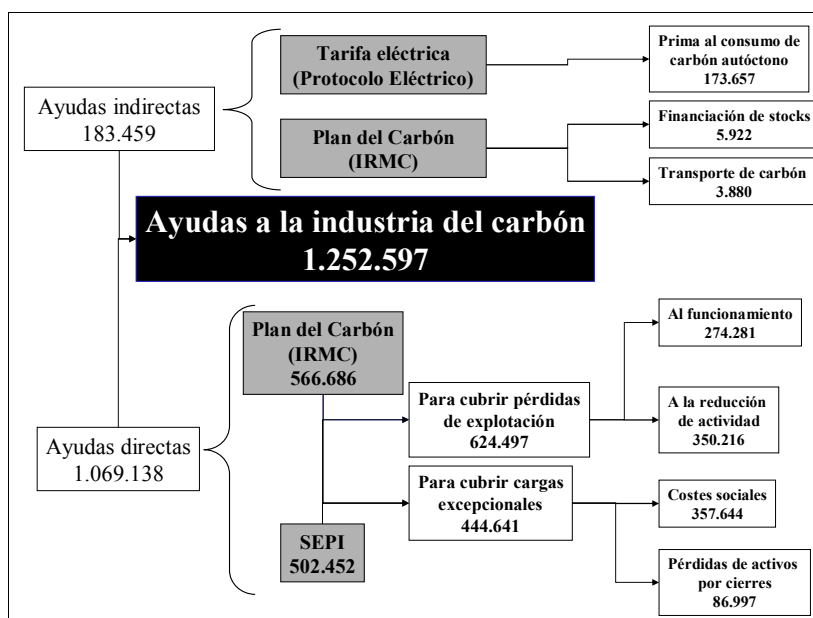 Tarifa eléctrica
(Protocolo Eléctrico)
Prima al consumo de
carbón autóctono
173.657
Ayudas indirectas
183.459
Plan del Carbón
(IRMC)
Financiación de stocks
5.922
Transporte de carbón
3.880
Ayudas a la industria del carbón
1.252.597
Plan del Carbón
(IRMC)
566.686
Al funcionamiento
274.281
Para cubrir pérdidas
de explotación
624.497
A la reducción
de actividad
350.216
Ayudas directas
1.069.138
Para cubrir cargas
excepcionales
444.641
Costes sociales
357.644
SEPI
502.452
Pérdidas de activos
por cierres
86.997